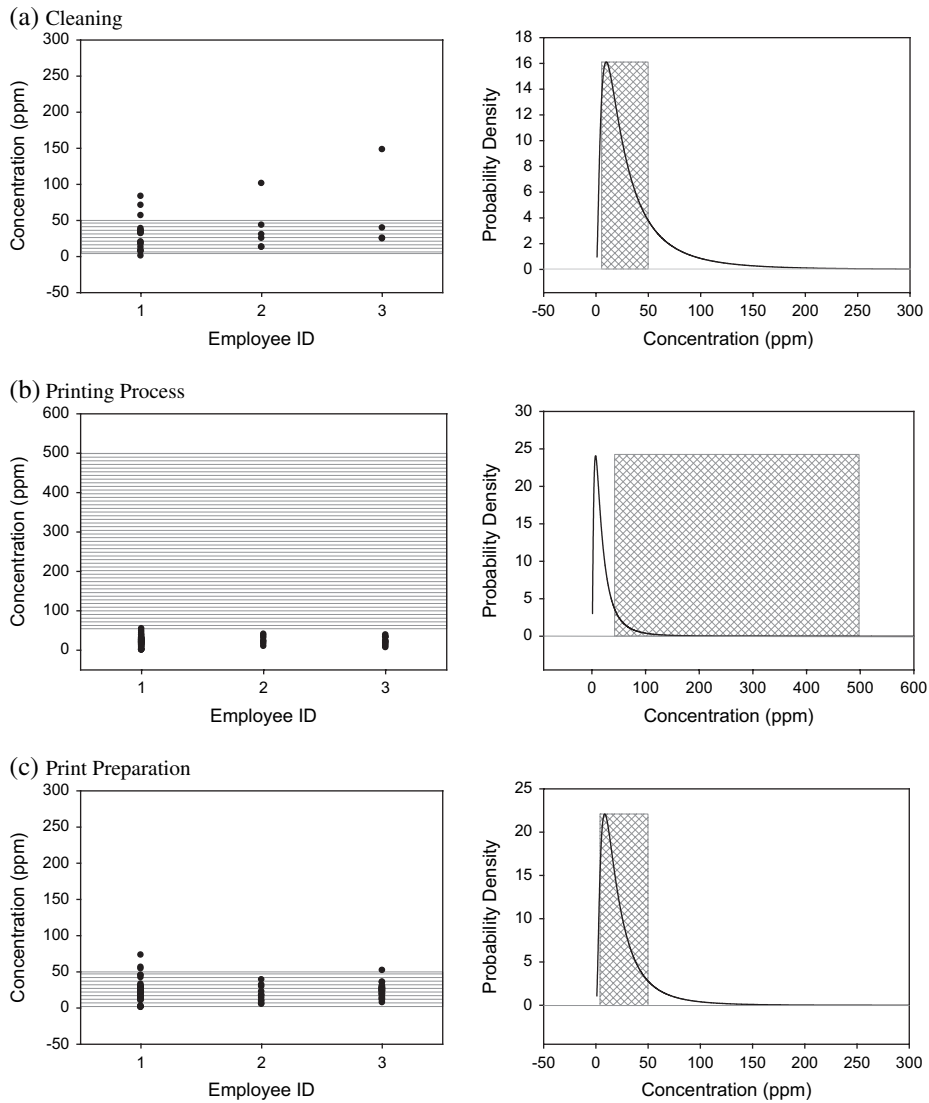 (a) Cleaning
300
250
200
150
100
50
0
-50
Concentration (ppm)
1 2 3
Employee ID
18
16
14
12
10
8
6
4
2
0
Probability Density
-50 0 50 100 150 200 250 300
Concentration (ppm)
(b) Printing Process
600
500
400
300
200
100
0
Concentration (ppm)
1 2 3
Employee ID
30
25
20
15
10
5
0
Probability Density
0 100 200 300 400 500 600
Concentration (ppm)
(c) Print Preparation
300
250
200
150
100
50
0
-50
Concentration (ppm)
1 2 3
Employee ID
25
20
15
10
5
0
Probability Density
-50 0 50 100 150 200 250 300
Concentration (ppm)